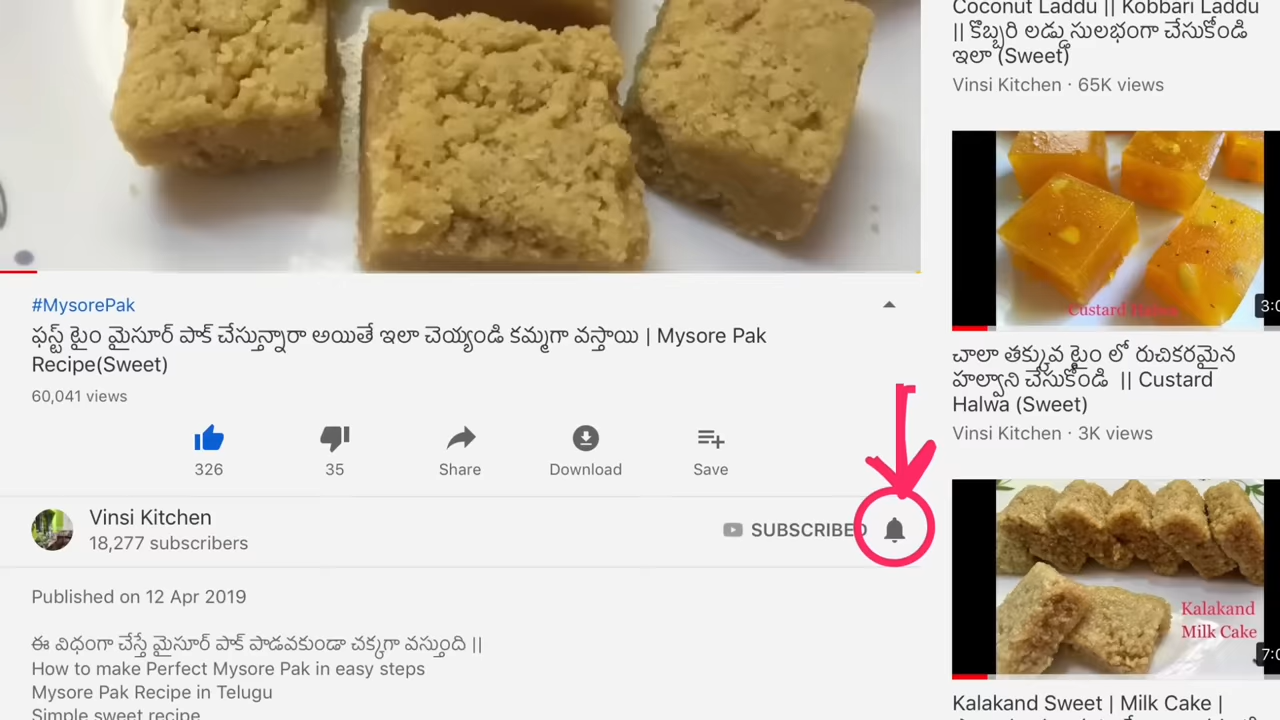 #MysorePak
ఫస్ట్ టైం మైసూర్ పాక్ చేస్తున్నారా అయితే ఇలా చెయ్యండి కమ్మగా వస్తాయి | Mysore Pak
Recipe(Sweet)
60,041 views
326
35
Share
Download
Save
Vinsi Kitchen
18,277 subscribers
SUBSCRIBED
Published on 12 Apr 2019
ఈ విధంగా చేస్తే మైసూర్ పాక్ పాడవకుండా చక్కగా వస్తుంది ||
How to make Perfect Mysore Pak in easy steps
Mysore Pak Recipe in Telugu
Simple sweet recipe
Coconut Laddu || Kobbari Laddu
|| కొబ్బరి లడ్డు సులభంగా చేసుకోండి
ఇలా (Sweet)
Vinsi Kitchen · 65K views
Custard Halwa
3:0
చాలా తక్కువ టైం లో రుచికరమైన
హల్వాని చేసుకోండి || Custard
Halwa (Sweet)
Vinsi Kitchen · 3K views
Kalakand
Milk Cake
7:0
Kalakand Sweet | Milk Cake |